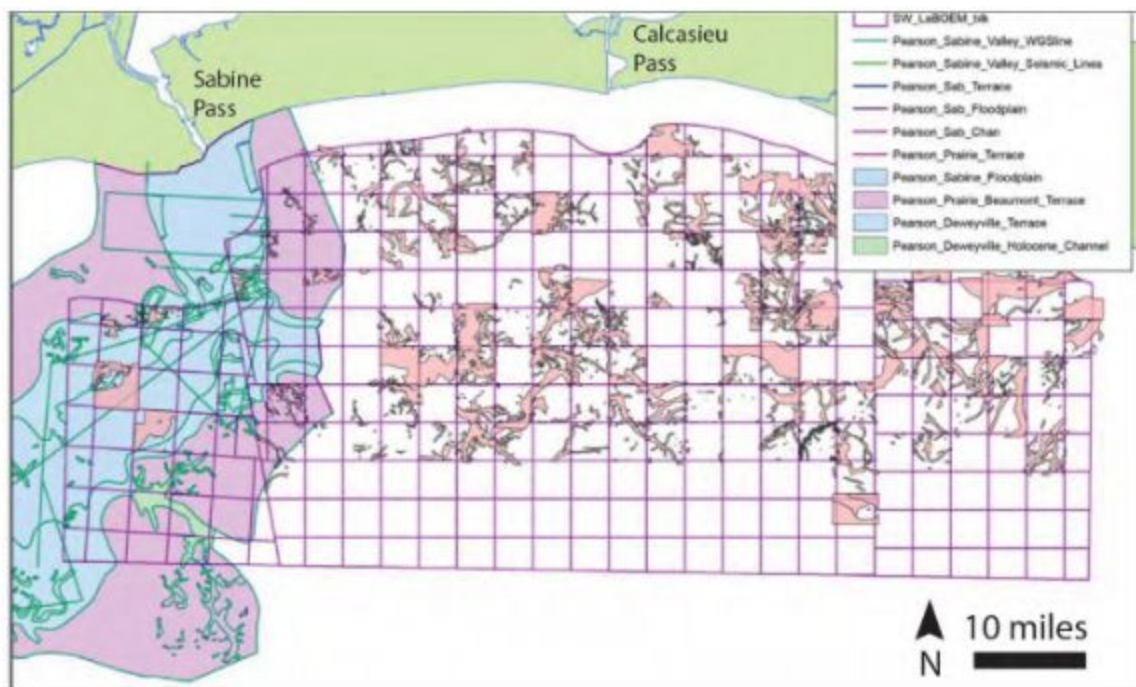 SW_LaBOEM_blk
Pearson_Sabine_Valley_WGSline
Pearson_Sabine_Valley_Seismic_Lines
Pearson_Sab_Terrace
Pearson_Sab_Floodplain
Pearson_Sab_Chan
Pearson_Prairie_Terrace
Pearson_Sabine_Floodplain
Pearson_Prairie_Beaumont_Terrace
Pearson_Deweyville_Terrace
Pearson_Deweyville_Holocene_Channel
Calcasieu
Pass
Sabine
Pass
N
10 miles